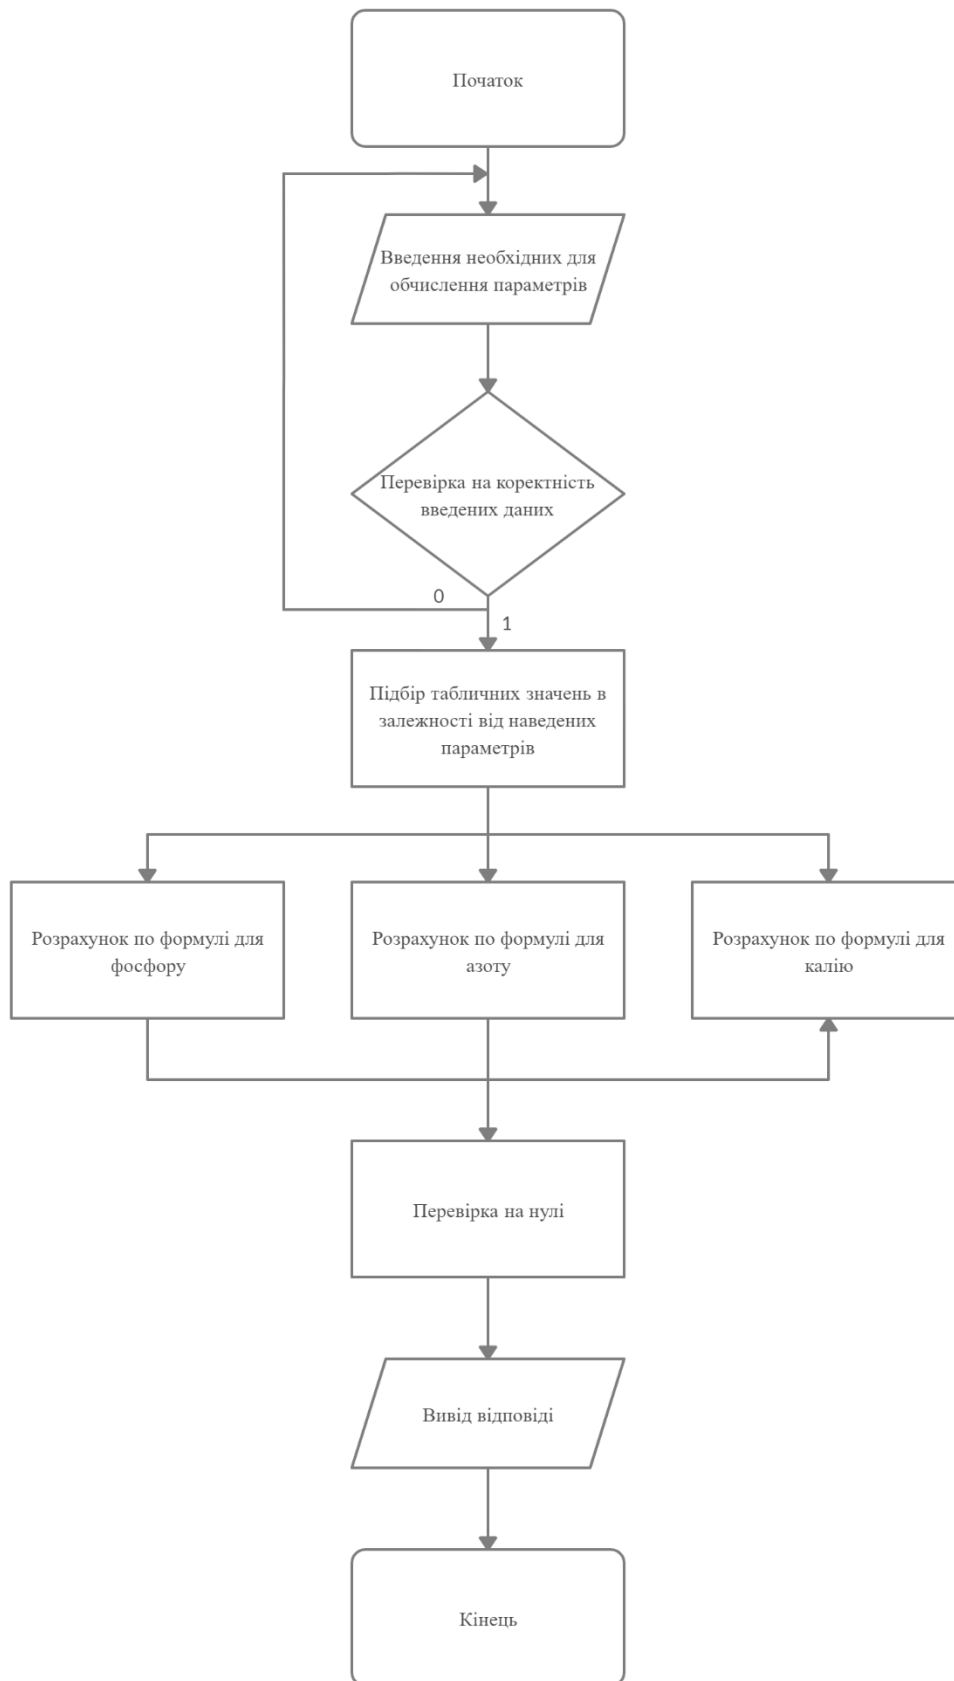 Початок
Введення необхідних для
обчислення параметрів
Перевірка на коректність
введених даних
0
1
Підбір табличних значень в
залежності від наведених
параметрів
Розрахунок по формулі для
фосфору
Розрахунок по формулі для
азоту
Розрахунок по формулі для
калію
Перевірка на нулі
Вивід відповіді
Кінець